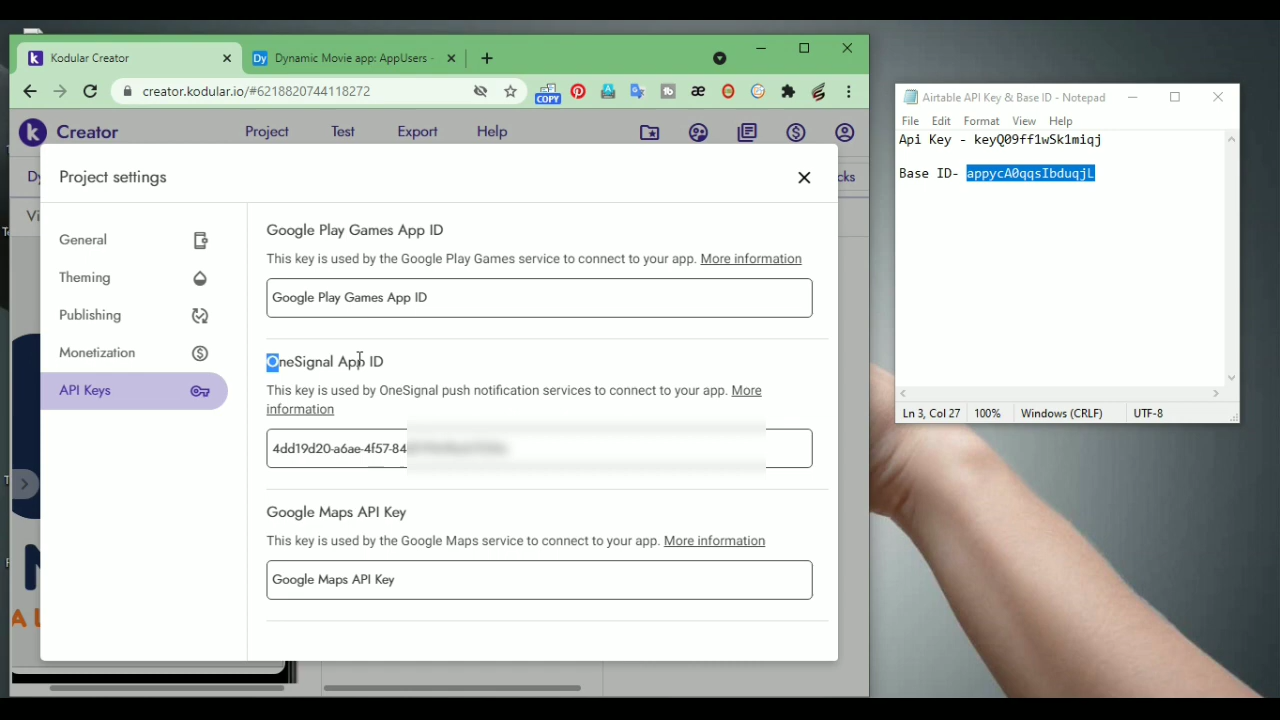 Kodular Creator
Dynamic Movie app: AppUsers -
creator.kodular.io/#6218820744118272
COPY
Creator
Project
Test
Export
Help
Project settings
General
Theming
Publishing
Monetization
API Keys
Google Play Games App ID
This key is used by the Google Play Games service to connect to your app. More information
Google Play Games App ID
OneSignal App ID
This key is used by OneSignal push notification services to connect to your app. More
information
4dd19d20-a6ae-4f57-84
Google Maps API Key
This key is used by the Google Maps service to connect to your app. More information
Google Maps API Key
Airtable API Key & Base ID - Notepad
File Edit Format View Help
Api Key - keyQ09ff1wSk1miqj
Base ID- appycA0qqsIbduqjL
Ln 3, Col 27
100%
Windows (CRLF)
UTF-8